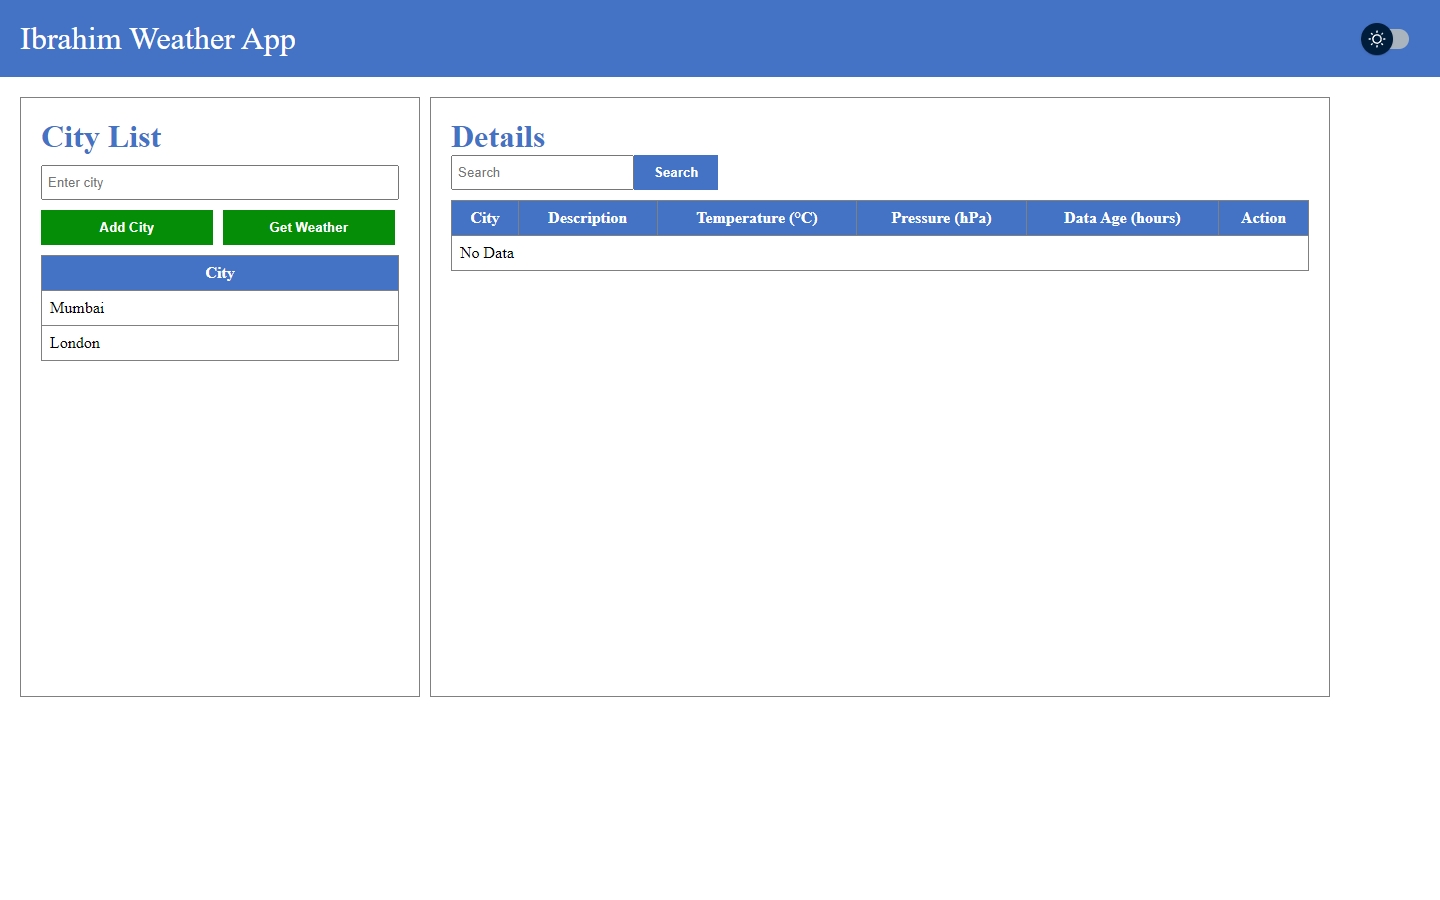 Ibrahim Weather App
City List
Enter city
Add City Get Weather
City
Mumbai
London
Details
Search Search
City Description Temperature (°C) Pressure (hPa) Data Age (hours) Action
No Data